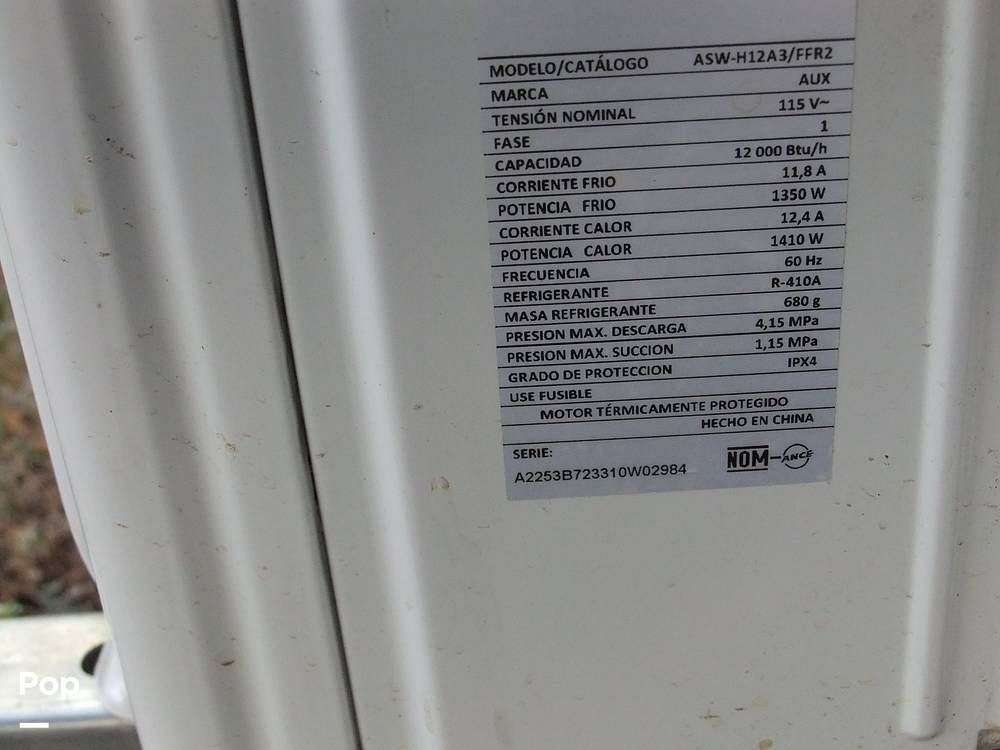 MODELO/CATÁLOGO ASW-H12A3/FFR2
MARCA AUX
TENSIÓN NOMINAL 115 V~
FASE 1
CAPACIDAD 12 000 Btu/h
CORRIENTE FRIO 11,8 A
POTENCIA FRIO 1350 W
CORRIENTE CALOR 12,4 A
POTENCIA CALOR 1410 W
FRECUENCIA 60 Hz
REFRIGERANTE R-410A
MASA REFRIGERANTE 680 g
PRESION MAX. DESCARGA 4,15 MPa
PRESION MAX. SUCCION 1,15 MPa
GRADO DE PROTECCION IPX4
USE FUSIBLE
MOTOR TÉRMICAMENTE PROTEGIDO
HECHO EN CHINA
SERIE:
A2253B723310W02984 NOM-ANCE
Pop